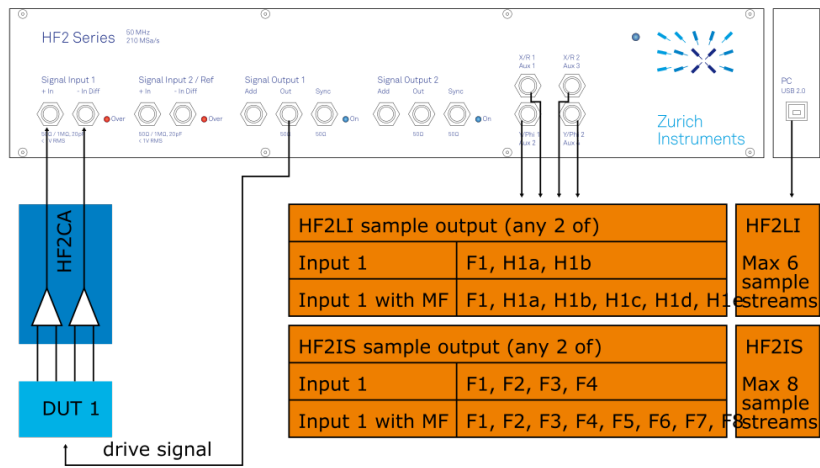 HF2 Series
50 MHz
210 MSa/s
X/R 1
Aux 1
X/R 2
Aux 3
Signal Input 1
+ In
- In Diff
Over
50Ω / 1MΩ, 20pF
< 1V RMS
Signal Input 2 / Ref
+ In
- In Diff
Over
50Ω / 1MΩ, 20pF
< 1V RMS
Signal Output 1
Add
Out
Sync
On
50Ω
50Ω
Signal Output 2
Add
Out
Sync
On
50Ω
50Ω
Y/Phi 1
Aux 2
Y/Phi 2
Aux 4
Zurich
Instruments
PC
USB 2.0
HF2CA
DUT 1
drive signal
HF2LI sample output (any 2 of)
Input 1
F1, H1a, H1b
Input 1 with MF
F1, H1a, H1b, H1c, H1d, H1e
HF2LI
Max 6
sample
streams
HF2IS sample output (any 2 of)
Input 1
F1, F2, F3, F4
Input 1 with MF
F1, F2, F3, F4, F5, F6, F7, F8
HF2IS
Max 8
sample
streams